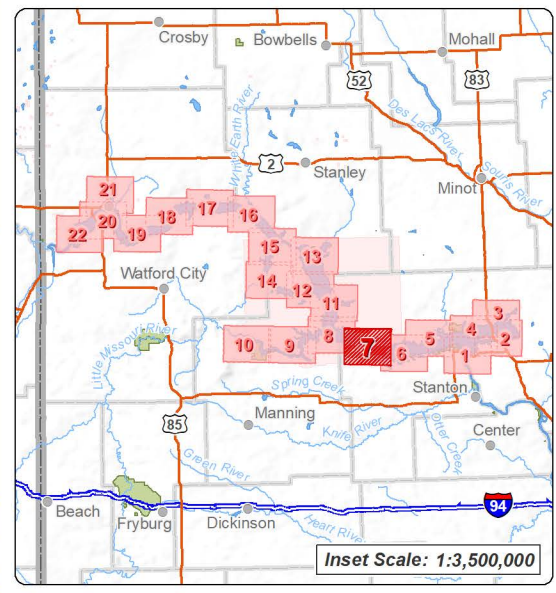 Crosby
Bowbells
Mohall
52
83
Des Lacs River
White Earth River
2
Stanley
Minot
Souris River
21
22
20
19
18
17
16
15
13
14
12
11
Watford City
Little Missouri River
10
9
8
7
6
5
4
3
2
1
Spring Creek
Stanton
Manning
Knife River
85
Otter Creek
Center
Green River
94
Beach
Fryburg
Dickinson
Heart River
Inset Scale: 1:3,500,000